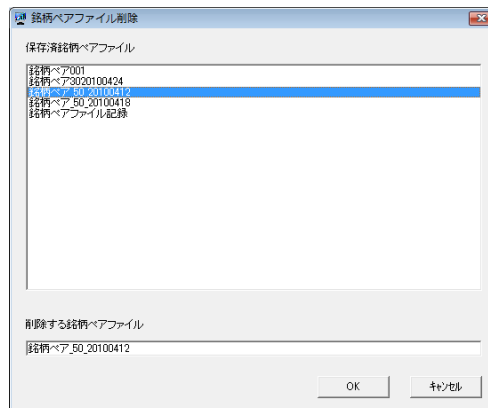 銘柄ペアファイル削除
保存済銘柄ペアファイル
銘柄ペア001
銘柄ペア3020100424
銘柄ペア_50_20100412
銘柄ペア_50_20100418
銘柄ペアファイル記録
削除する銘柄ペアファイル
銘柄ペア_50_20100412
OK
キャンセル